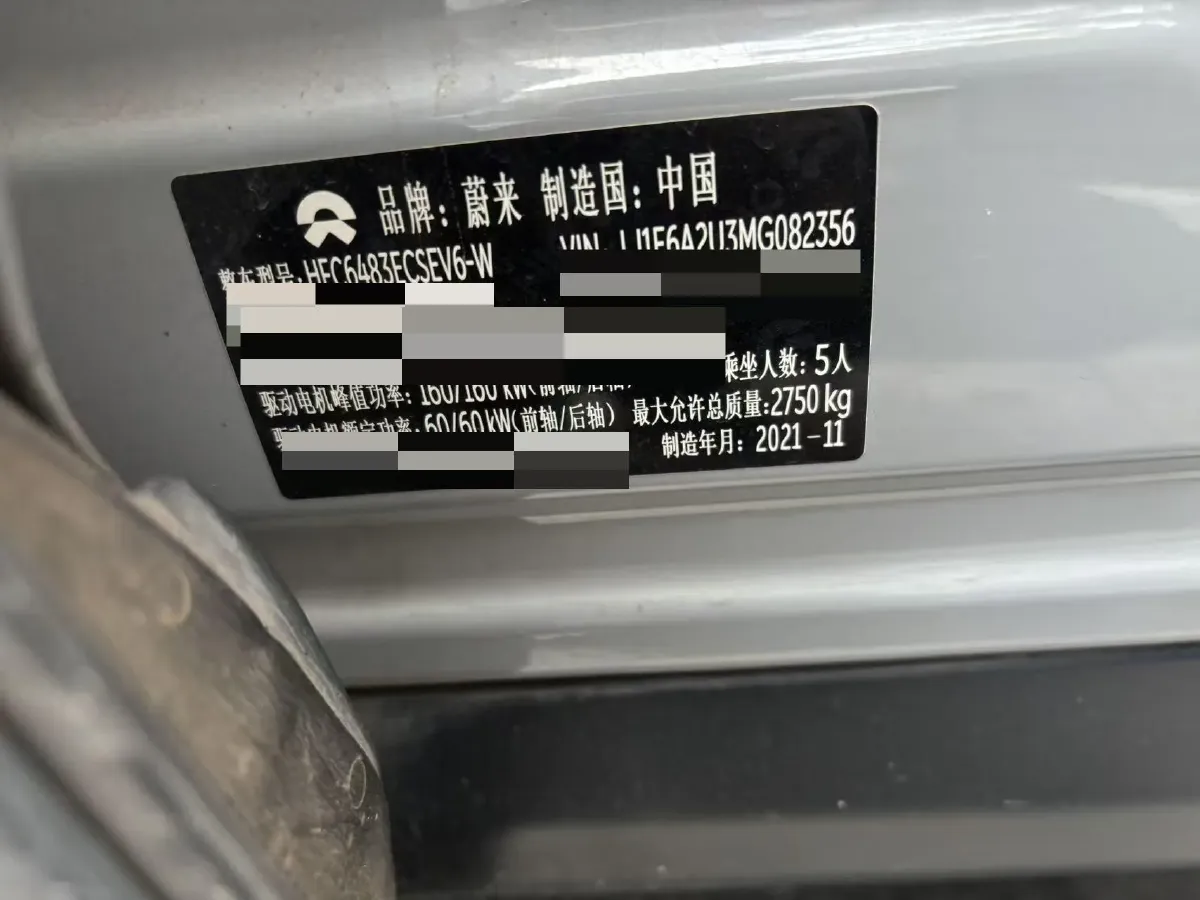 品牌：蔚来 制造国：中国
整车型号：HFC6483ECSEV6-W
VIN: LJ1E6A2U3MG082356
乘坐人数：5人
驱动电机峰值功率：160/160 kW(前轴/后轴)
驱动电机额定功率：60/60kW(前轴/后轴) 最大允许总质量：2750 kg
制造年月：2021-11